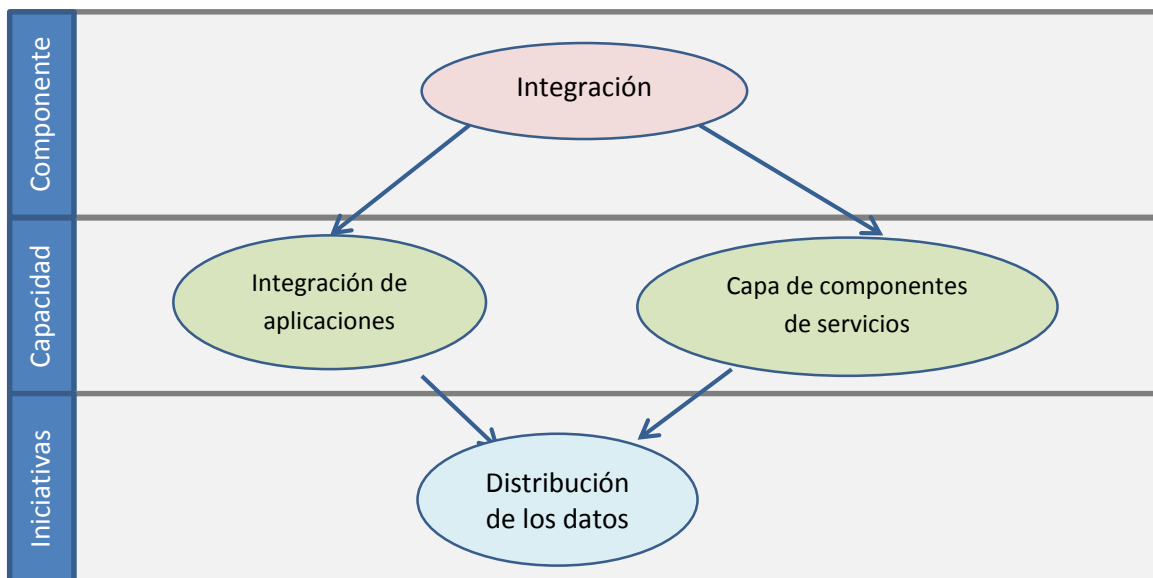 Componente
Integración
Capacidad
Integración de
aplicaciones
Capa de componentes
de servicios
Iniciativas
Distribución
de los datos